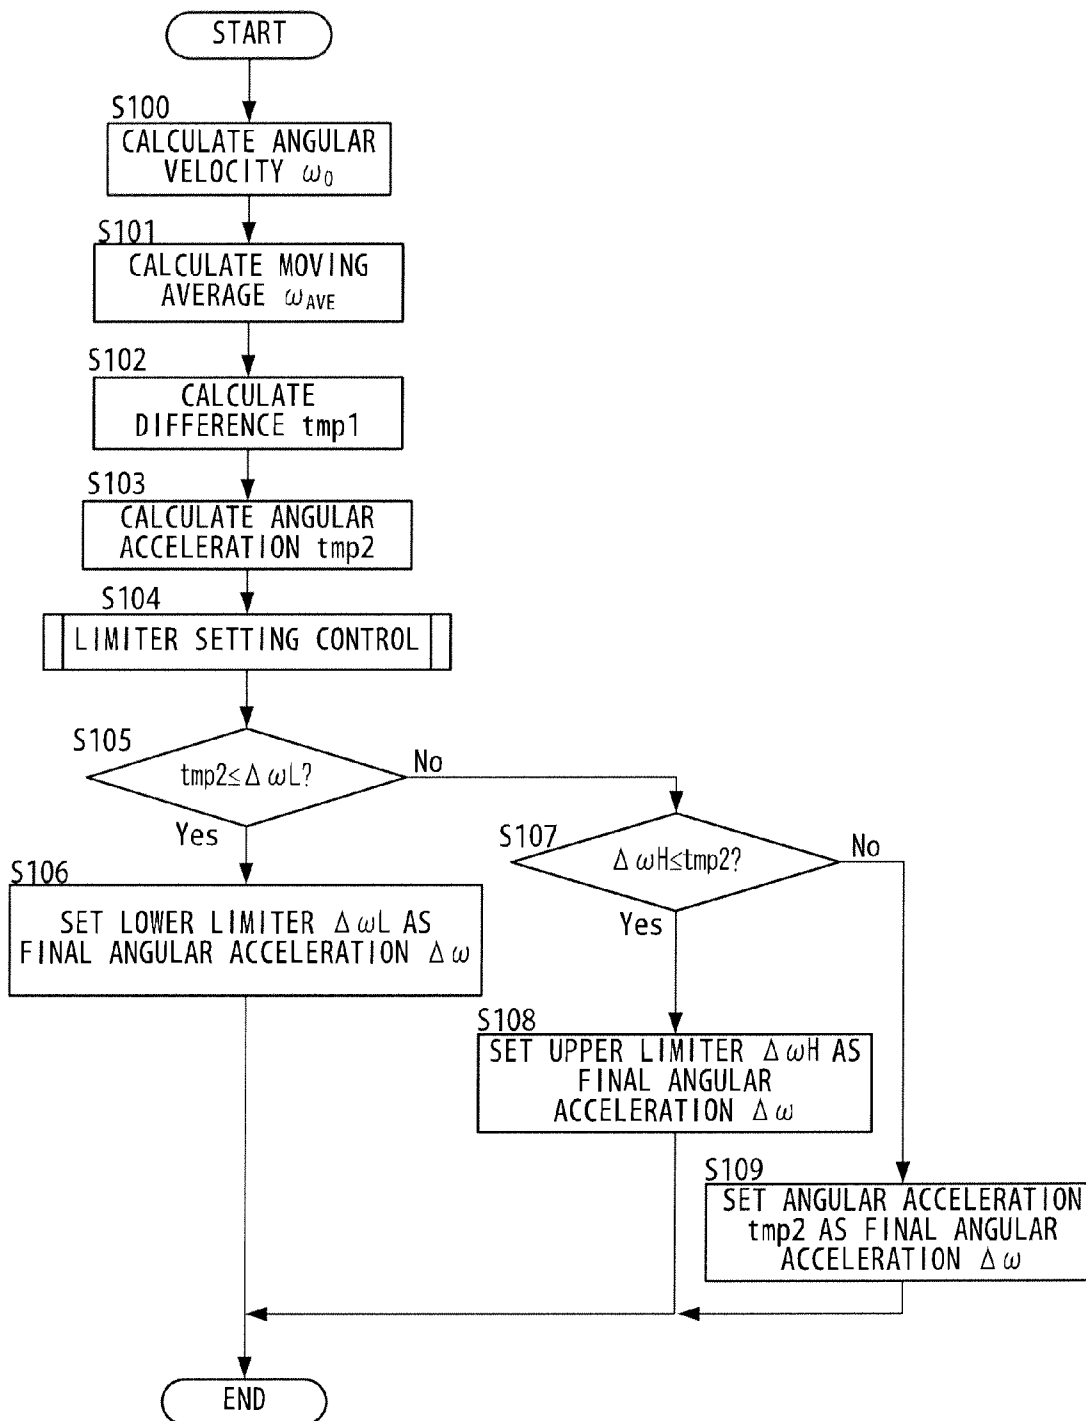 START
S100
CALCULATE ANGULAR
VELOCITY ω0
S101
CALCULATE MOVING
AVERAGE ωAVE
S102
CALCULATE
DIFFERENCE tmp1
S103
CALCULATE ANGULAR
ACCELERATION tmp2
S104
LIMITER SETTING CONTROL
S105
tmp2≤ΔωL?
No
Yes
S107
ΔωH≤tmp2?
No
Yes
S106
SET LOWER LIMITER ΔωL AS
FINAL ANGULAR ACCELERATION Δω
S108
SET UPPER LIMITER ΔωH AS
FINAL ANGULAR
ACCELERATION Δω
S109
SET ANGULAR ACCELERATION
tmp2 AS FINAL ANGULAR
ACCELERATION Δω
END